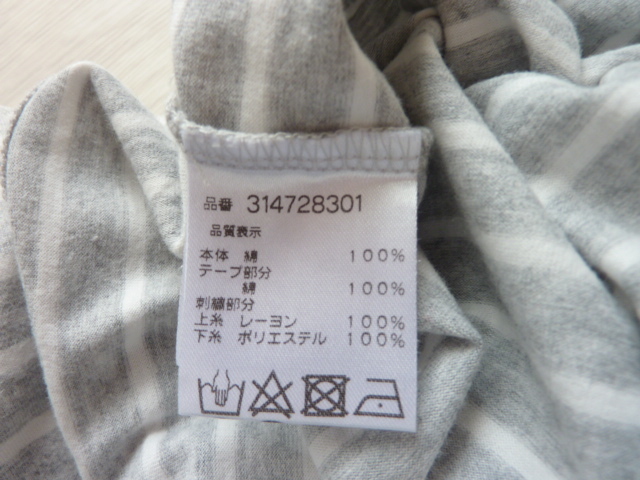 品番 314728301
品質表示
本体 綿 100%
テープ部分
綿 100%
刺繍部分
上糸 レーヨン 100%
下糸 ポリエステル 100%